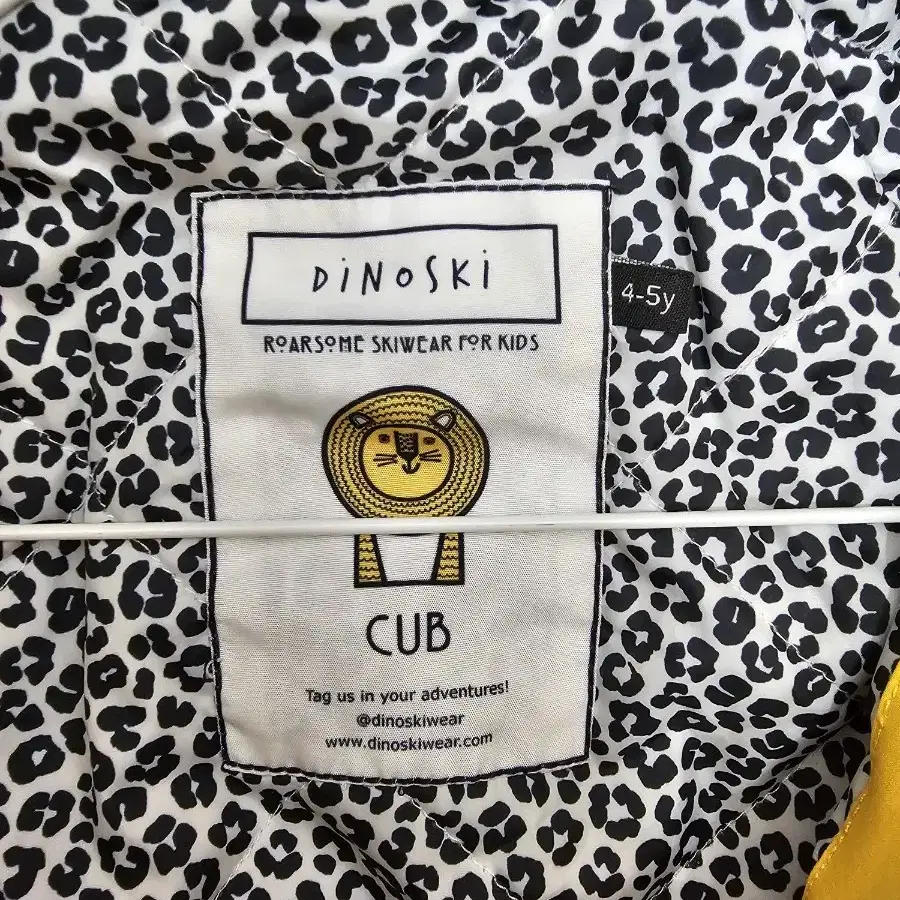 DiNOSKi
ROARSOME SKIWEAR FOR KIDS
4-5y
CUB
Tag us in your adventures!
@dinoskiwear
www.dinoskiwear.com